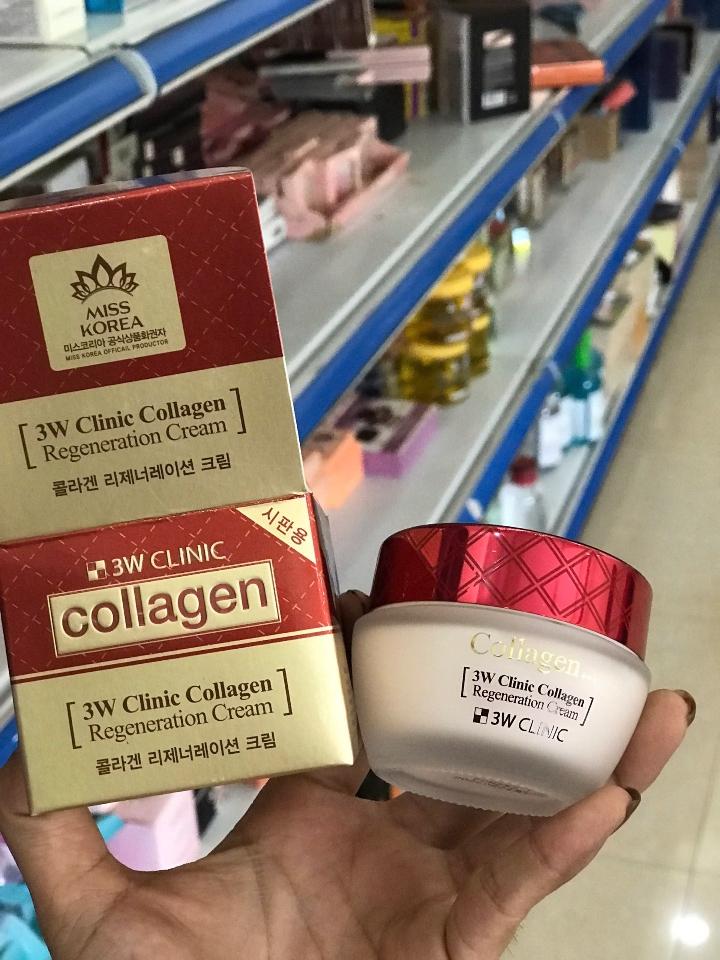 MISS
KOREA
미스코리아 공식상품화권자
MISS KOREA OFFICAIL PRODUCTOR
[3W Clinic Collagen
Regeneration Cream]
콜라겐 리제너레이션 크림
시판용
3W CLINIC
collagen
[3W Clinic Collagen
Regeneration Cream]
콜라겐 리제너레이션 크림
Collagen
[3W Clinic Collagen
Regeneration Cream]
3W CLINIC